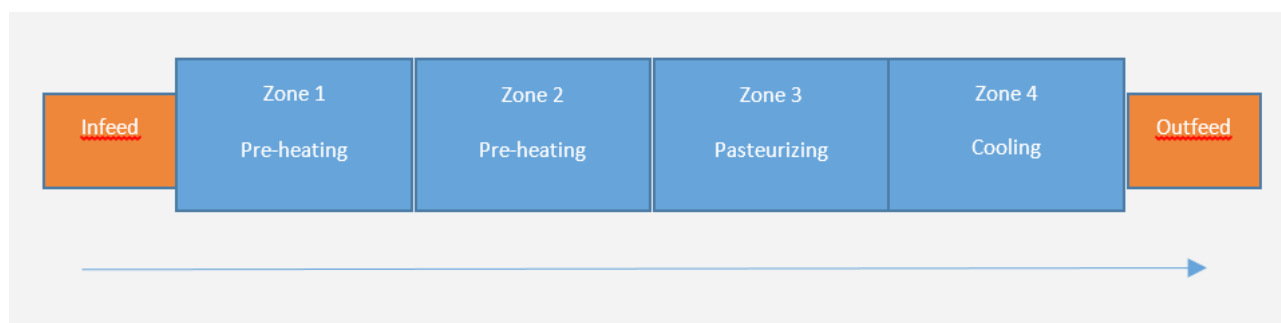 Infeed
Zone 1
Pre-heating
Zone 2
Pre-heating
Zone 3
Pasteurizing
Zone 4
Cooling
Outfeed